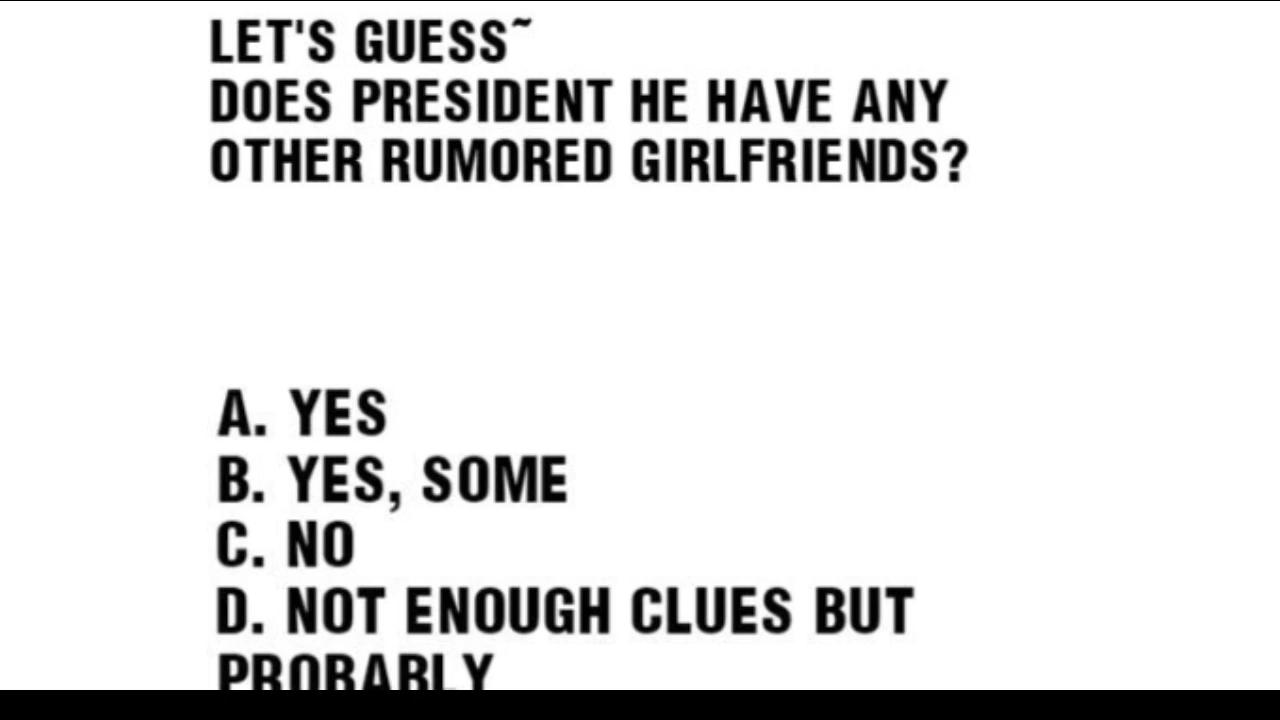 LET'S GUESS~
DOES PRESIDENT HE HAVE ANY
OTHER RUMORED GIRLFRIENDS?
A. YES
B. YES, SOME
C. NO
D. NOT ENOUGH CLUES BUT
PROBABLY